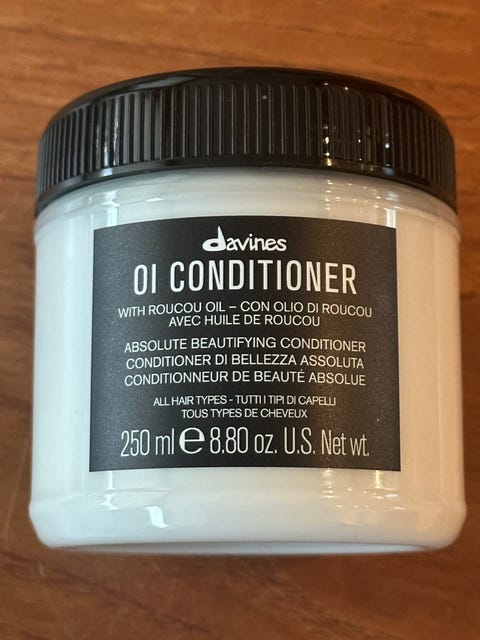 davines
OI CONDITIONER
WITH ROUCOU OIL – CON OLIO DI ROUCOU
AVEC HUILE DE ROUCOU
ABSOLUTE BEAUTIFYING CONDITIONER
CONDITIONER DI BELLEZZA ASSOLUTA
CONDITIONNEUR DE BEAUTÉ ABSOLUE
ALL HAIR TYPES - TUTTI I TIPI DI CAPELLI
TOUS TYPES DE CHEVEUX
250 ml ℮ 8.80 oz. U.S. Net wt.